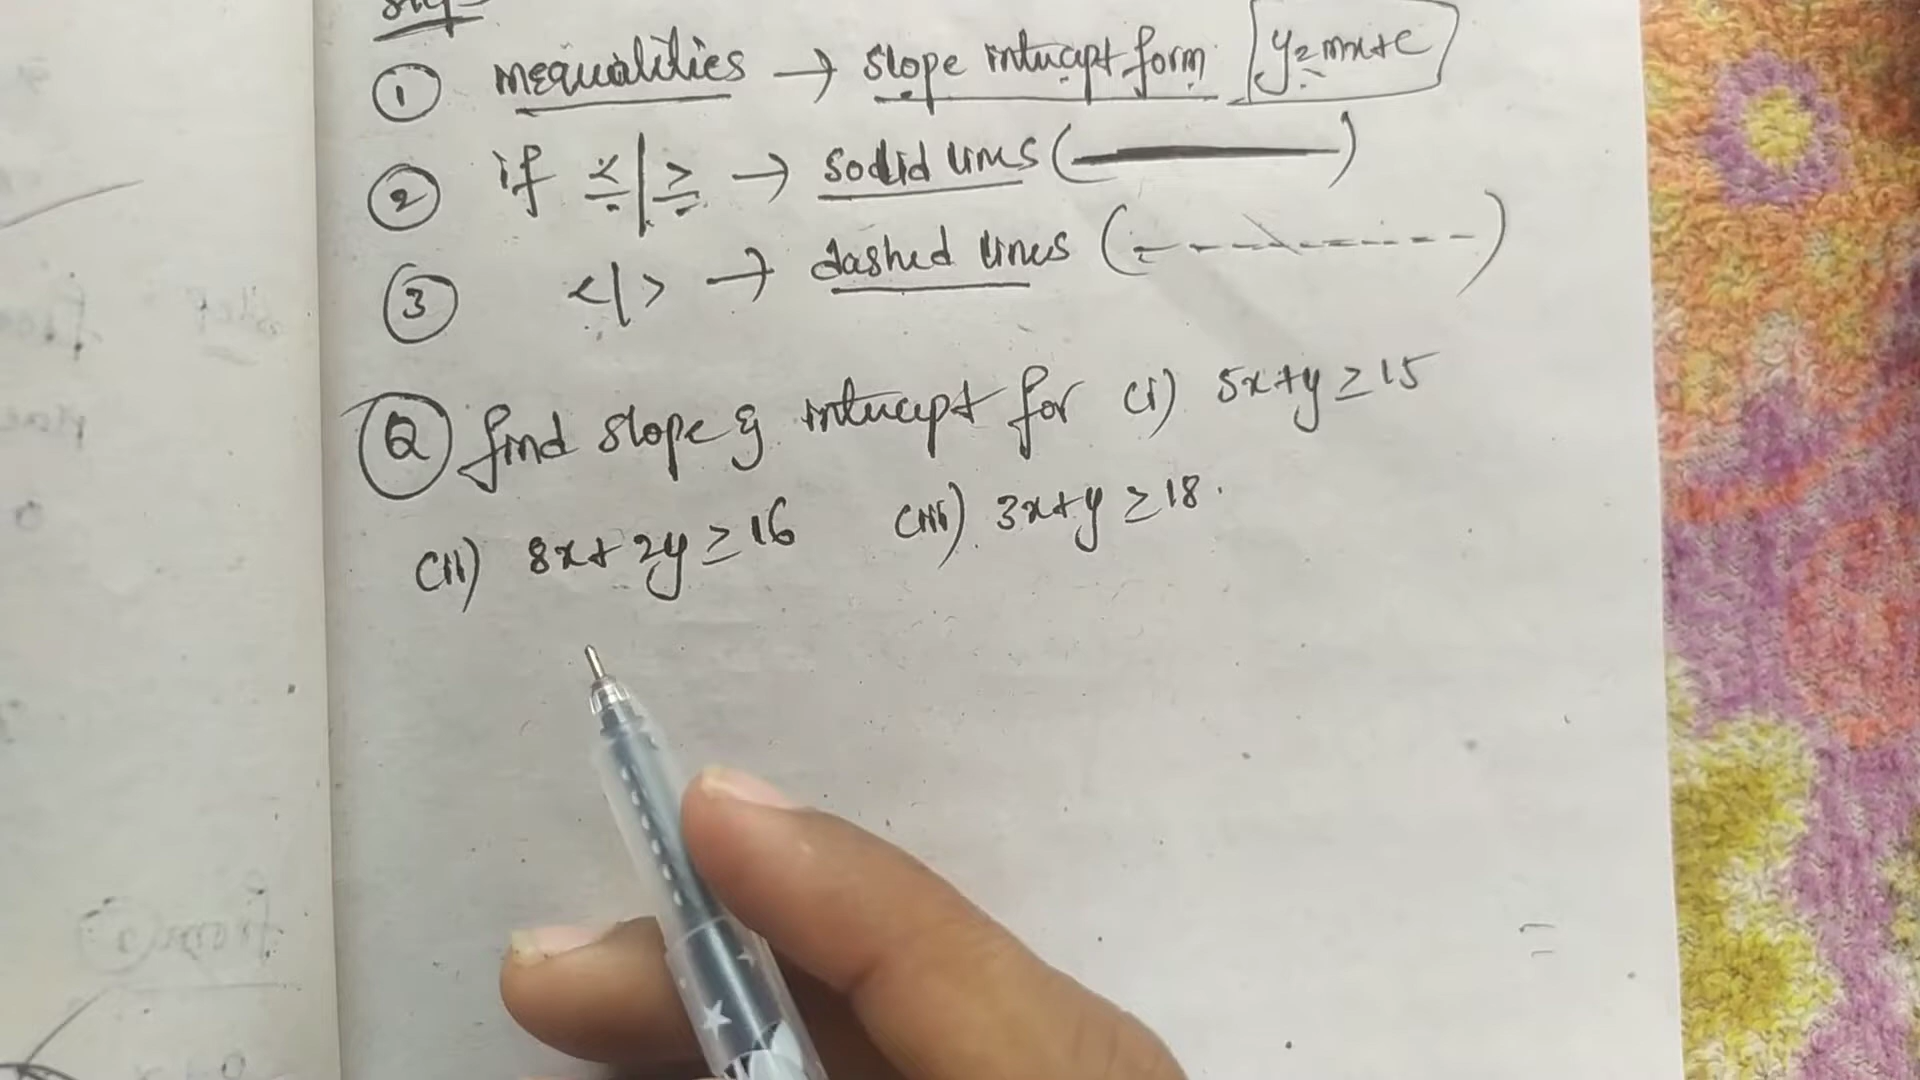 Step
① inequalities → slope intercept form y=mx+c
② if ≤|≥ → solid lines ( )
③ <|> → dashed lines (- - - - - - - - -)
Q find slope & intercept for (i) 5x+y ≥ 15
(ii) 8x+2y ≥ 16 (iii) 3x+y ≥ 18.